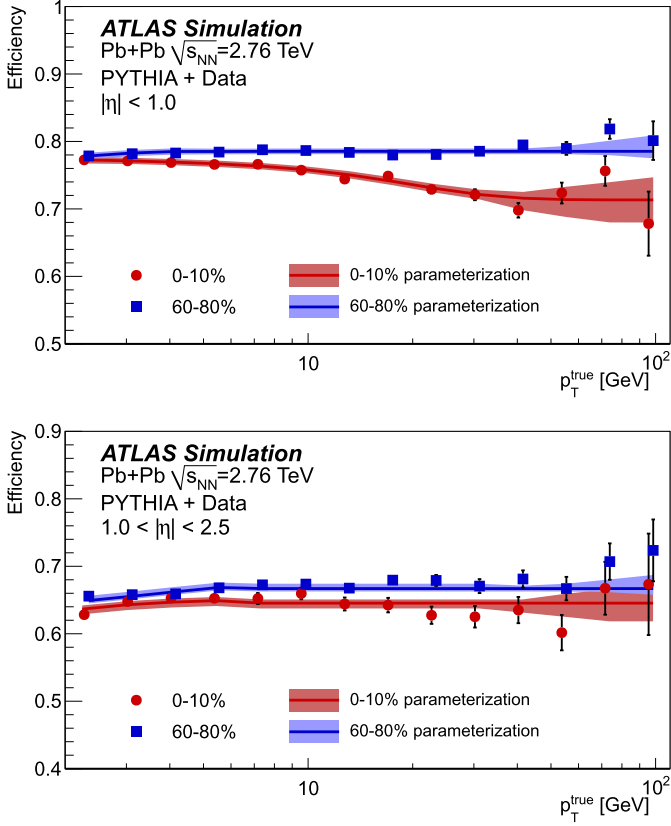 Efficiency
1
0.9
0.8
0.7
0.6
0.5
ATLAS Simulation
Pb+Pb √sNN=2.76 TeV
PYTHIA + Data
|η| < 1.0
0-10%
0-10% parameterization
60-80%
60-80% parameterization
10
10²
pTtrue [GeV]
Efficiency
0.9
0.8
0.7
0.6
0.5
0.4
ATLAS Simulation
Pb+Pb √sNN=2.76 TeV
PYTHIA + Data
1.0 < |η| < 2.5
0-10%
0-10% parameterization
60-80%
60-80% parameterization
10
10²
pTtrue [GeV]